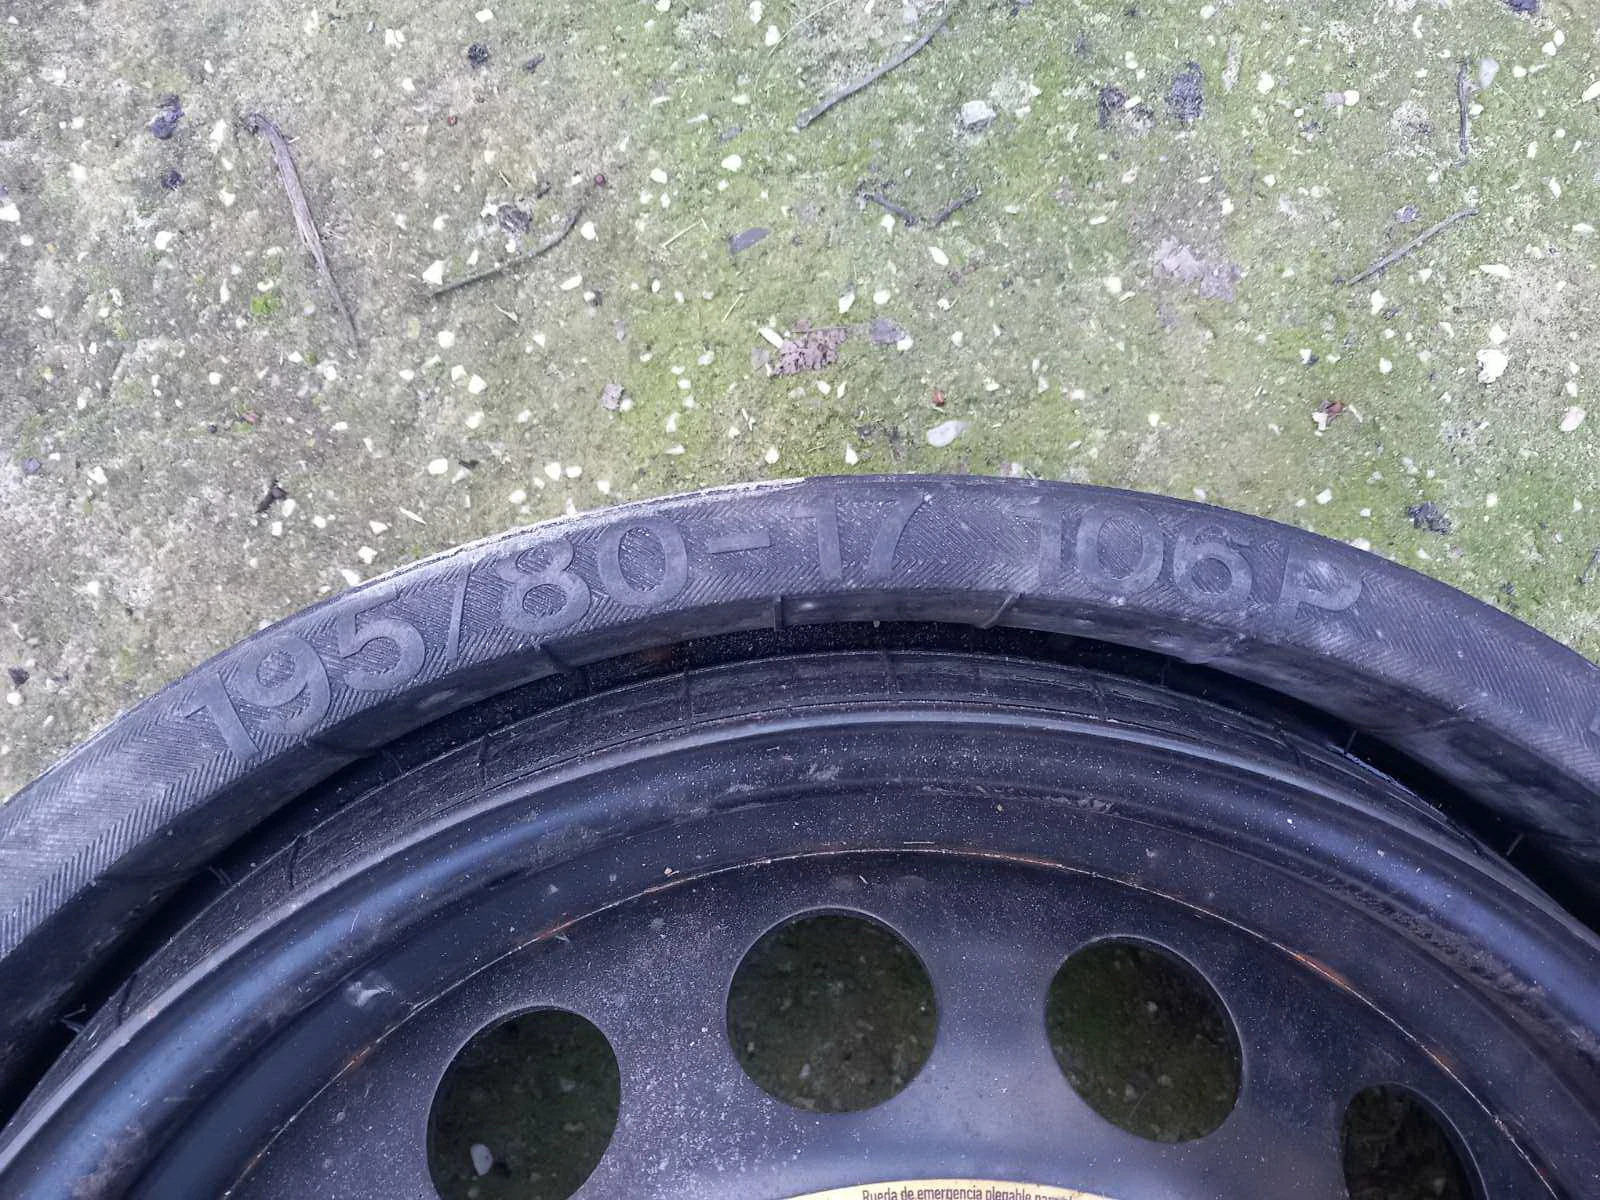 195/80-17 106P
Rueda de emergencia plegable